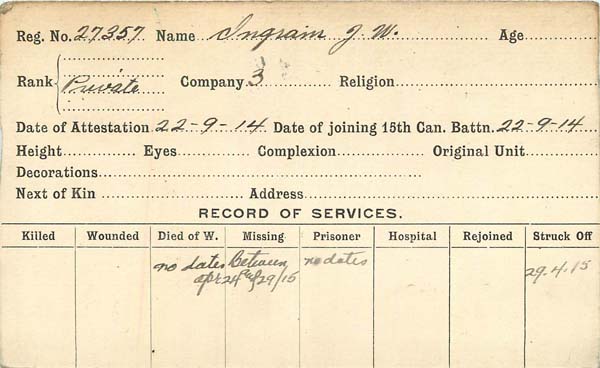 Reg. No. 27357 Name Ingram J. W. Age
Rank Private Company 3 Religion
Date of Attestation 22-9-14 Date of joining 15th Can. Battn. 22-9-14
Height Eyes Complexion Original Unit
Decorations
Next of Kin Address
RECORD OF SERVICES.
Killed Wounded Died of W. Missing Prisoner Hospital Rejoined Struck Off
no dates Between no dates 29.4.15
apr 24 & 29/15